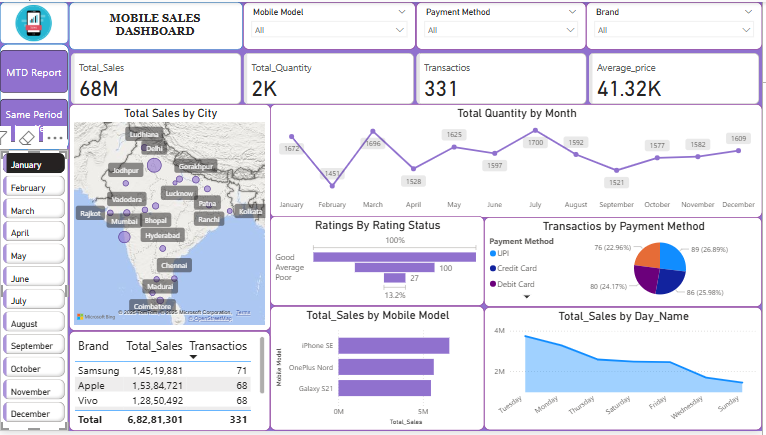 MOBILE SALES
DASHBOARD
Mobile Model
All
Payment Method
All
Brand
All
MTD Report
Same Period
Total_Sales
68M
Total_Quantity
2K
Transactios
331
Average_price
41.32K
January
February
March
April
May
June
July
August
September
October
November
December
Total Sales by City
Ludhiana
Delhi
Jodhpur
Gorakhpur
Lucknow
Patna
Vadodara
Rajkot
Bhopal
Ranchi
Kolkata
Mumbai
Hyderabad
Chennai
Madurai
Coimbatore
Microsoft Bing
© OpenStreetMap
Terms
Total Quantity by Month
1672
1451
1696
1528
1625
1597
1700
1592
1521
1577
1582
1609
January February March April May June July August September October November December
Ratings By Rating Status
100%
Good
Average
100
Poor
27
13.2%
Transactios by Payment Method
Payment Method
UPI
Credit Card
Debit Card
76 (22.96%)
89 (26.89%)
80 (24.17%)
86 (25.98%)
Brand Total_Sales Transactios
Samsung 1,45,19,881 71
Apple 1,53,84,721 68
Vivo 1,28,50,492 68
Total 6,82,81,301 331
Total_Sales by Mobile Model
Mobile Model
iPhone SE
OnePlus Nord
Galaxy S21
0M 5M
Total_Sales
Total_Sales by Day_Name
4M
2M
Tuesday Monday Thursday Saturday Friday Wednesday Sunday